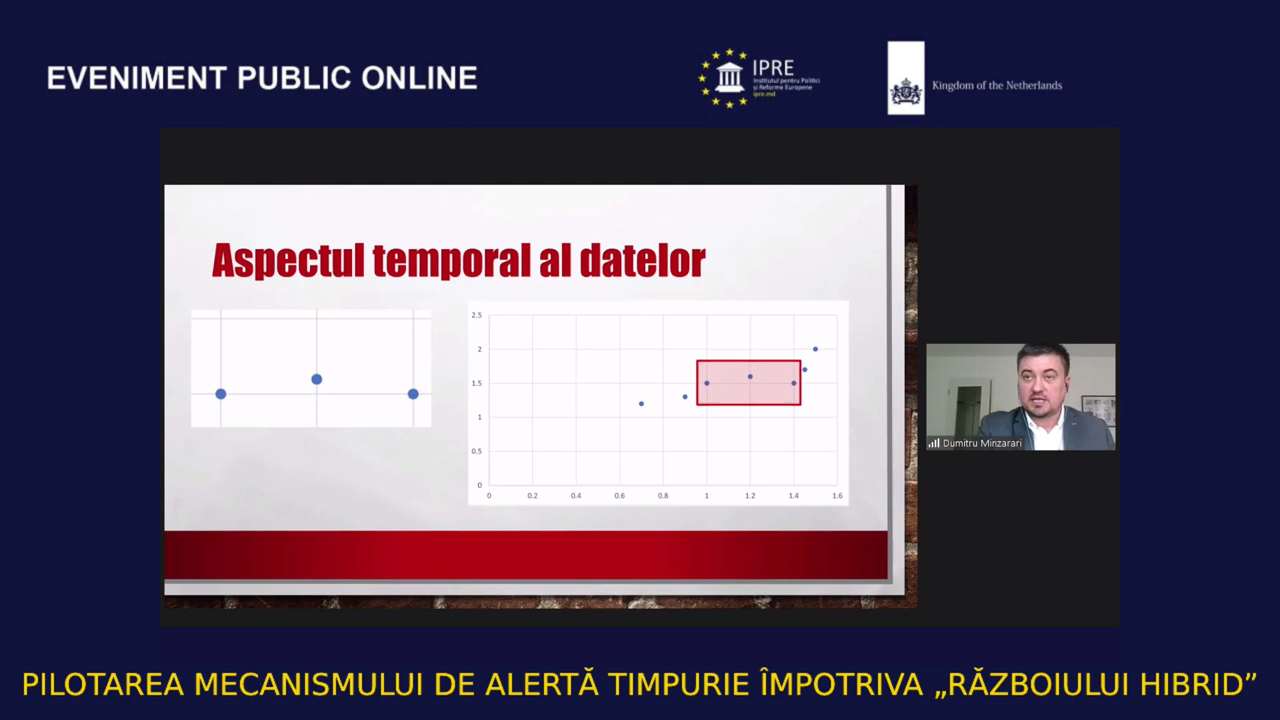 EVENIMENT PUBLIC ONLINE
IPRE
Institutul pentru Politici
și Reforme Europene
ipre.md
Kingdom of the Netherlands
Aspectul temporal al datelor
2.5
2
1.5
1
0.5
0
0 0.2 0.4 0.6 0.8 1 1.2 1.4 1.6
Dumitru Minzarari
PILOTAREA MECANISMULUI DE ALERTĂ TIMPURIE ÎMPOTRIVA „RĂZBOIULUI HIBRID”